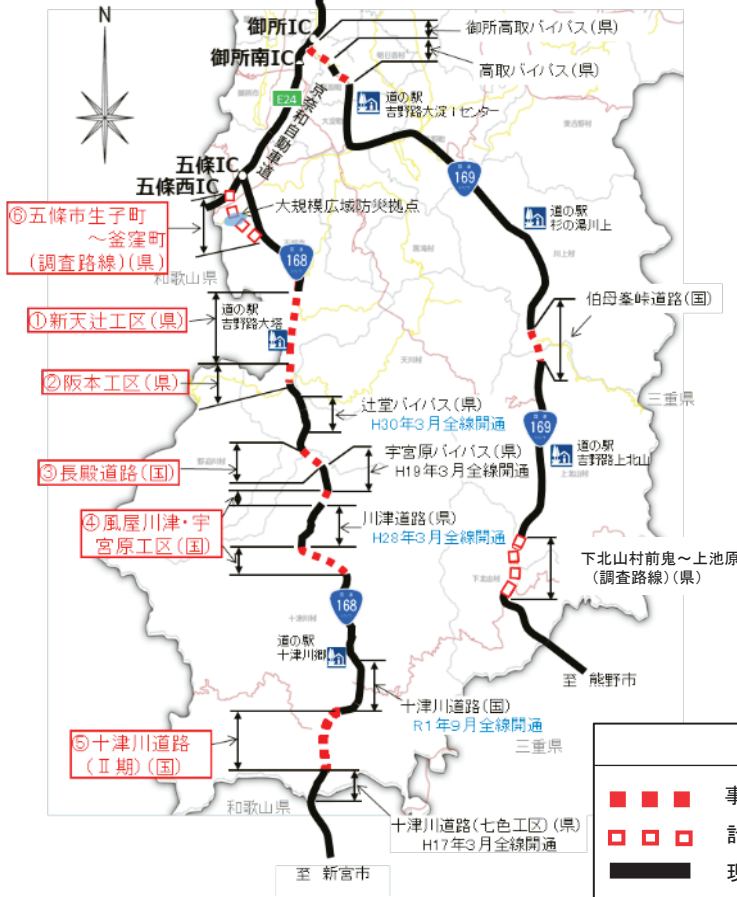 N
御所IC
御所南IC
御所高取バイパス(県)
高取バイパス(県)
E24
京奈和自動車道
道の駅
吉野路大淀iセンター
五條IC
五條西IC
169
大規模広域防災拠点
道の駅
杉の湯川上
⑥五條市生子町
～釜窪町
(調査路線)(県)
和歌山県
168
伯母峯峠道路(国)
①新天辻工区(県)
道の駅
吉野路大塔
②阪本工区(県)
三重県
辻堂バイパス(県)
H30年3月全線開通
169
道の駅
吉野路上北山
宇宮原バイパス(県)
H19年3月全線開通
③長殿道路(国)
④風屋川津・宇
宮原工区(国)
川津道路(県)
H28年3月全線開通
下北山村前鬼～上池原
(調査路線)(県)
168
道の駅
十津川郷
至 熊野市
十津川道路(国)
R1年9月全線開通
⑤十津川道路
(Ⅱ期)(国)
三重県
和歌山県
十津川道路(七色工区)(県)
H17年3月全線開通
至 新宮市
事
計
現